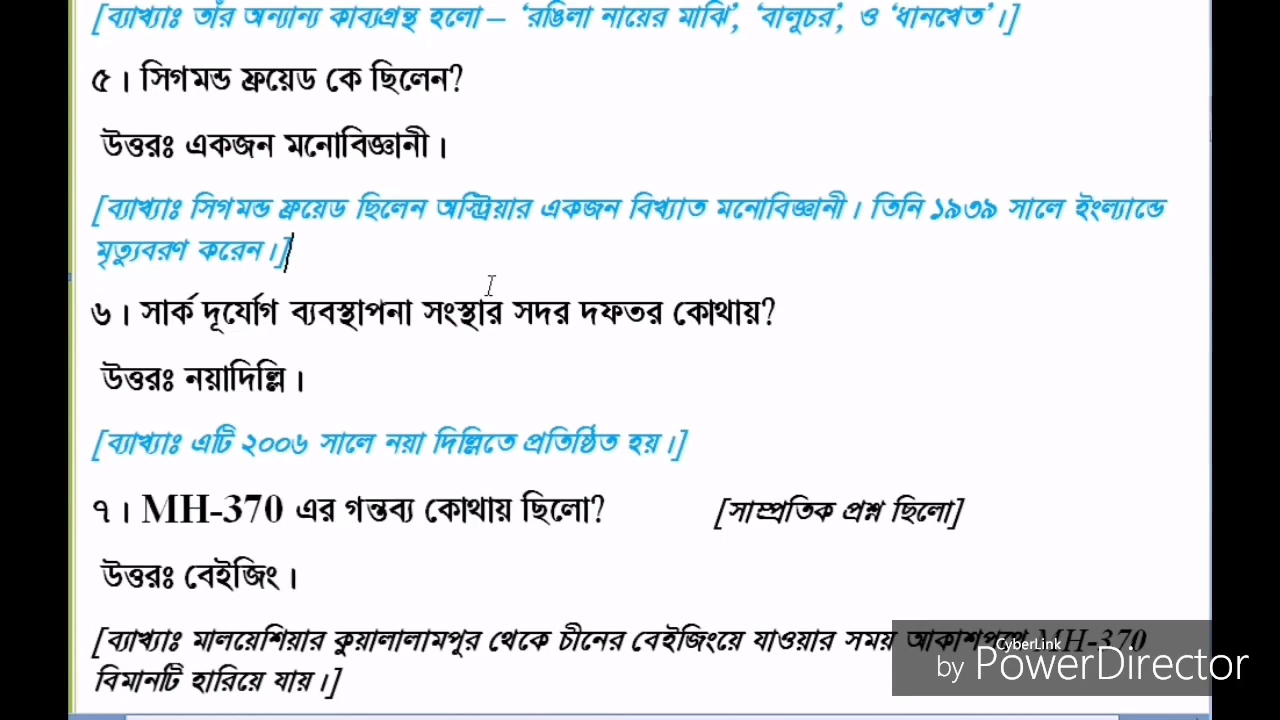 [ব্যাখ্যাঃ তাঁর অন্যান্য কাব্যগ্রন্থ হলো – ‘রঙিলা নায়ের মাঝি’, ‘বালুচর’, ও ‘ধানখেত’।]
৫। সিগমন্ড ফ্রয়েড কে ছিলেন?
উত্তরঃ একজন মনোবিজ্ঞানী।
[ব্যাখ্যাঃ সিগমন্ড ফ্রয়েড ছিলেন অস্ট্রিয়ার একজন বিখ্যাত মনোবিজ্ঞানী। তিনি ১৯৩৯ সালে ইংল্যান্ডে
মৃত্যুবরণ করেন।]
৬। সার্ক দূর্যোগ ব্যবস্থাপনা সংস্থার সদর দফতর কোথায়?
উত্তরঃ নয়াদিল্লি।
[ব্যাখ্যাঃ এটি ২০০৬ সালে নয়া দিল্লিতে প্রতিষ্ঠিত হয়।]
৭। MH-370 এর গন্তব্য কোথায় ছিলো? [সাম্প্রতিক প্রশ্ন ছিলো]
উত্তরঃ বেইজিং।
[ব্যাখ্যাঃ মালয়েশিয়ার কুয়ালালামপুর থেকে চীনের বেইজিংয়ে যাওয়ার সময় আকাশপথে MH-370
বিমানটি হারিয়ে যায়।]
CyberLink
by PowerDirector